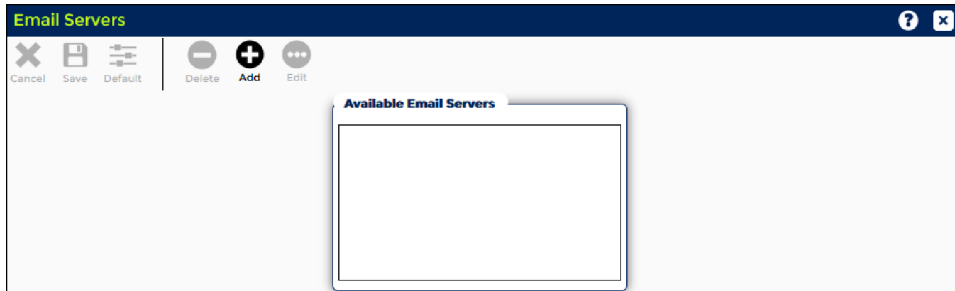 Email Servers
Cancel Save Default Delete Add Edit
Available Email Servers